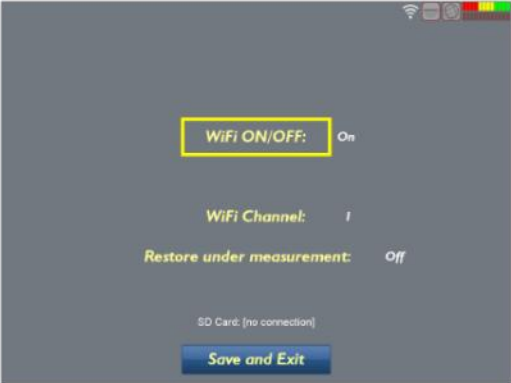 WiFi ON/OFF: On
WiFi Channel: 1
Restore under measurement: Off
SD Card: [no connection]
Save and Exit